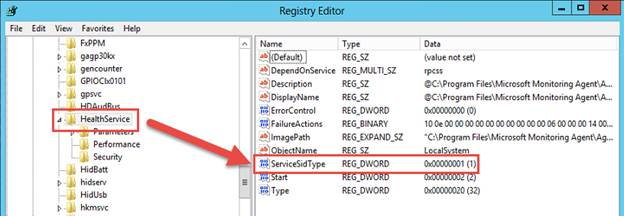 Registry Editor
File Edit View Favorites Help
FxPPM
gagp30kx
gencounter
GPIOClx0101
gpsvc
HDAudBus
HealthService
Parameters
Performance
Security
HidBatt
hidserv
HidUsb
hkmsvc
Name Type Data
(Default) REG_SZ (value not set)
DependOnService REG_MULTI_SZ rpcss
Description REG_SZ @C:\Program Files\Microsoft Monitoring Agent\A...
DisplayName REG_SZ @C:\Program Files\Microsoft Monitoring Agent\A...
ErrorControl REG_DWORD 0x00000000 (0)
FailureActions REG_BINARY 00 00 00 00 00 00 00 00 00 00 00 00 06 00 00 00 14 00...
ImagePath REG_EXPAND_SZ "C:\Program Files\Microsoft Monitoring Agent\Ag...
ObjectName REG_SZ LocalSystem
ServiceSidType REG_DWORD 0x00000001 (1)
Start REG_DWORD 0x00000002 (2)
Type REG_DWORD 0x00000020 (32)